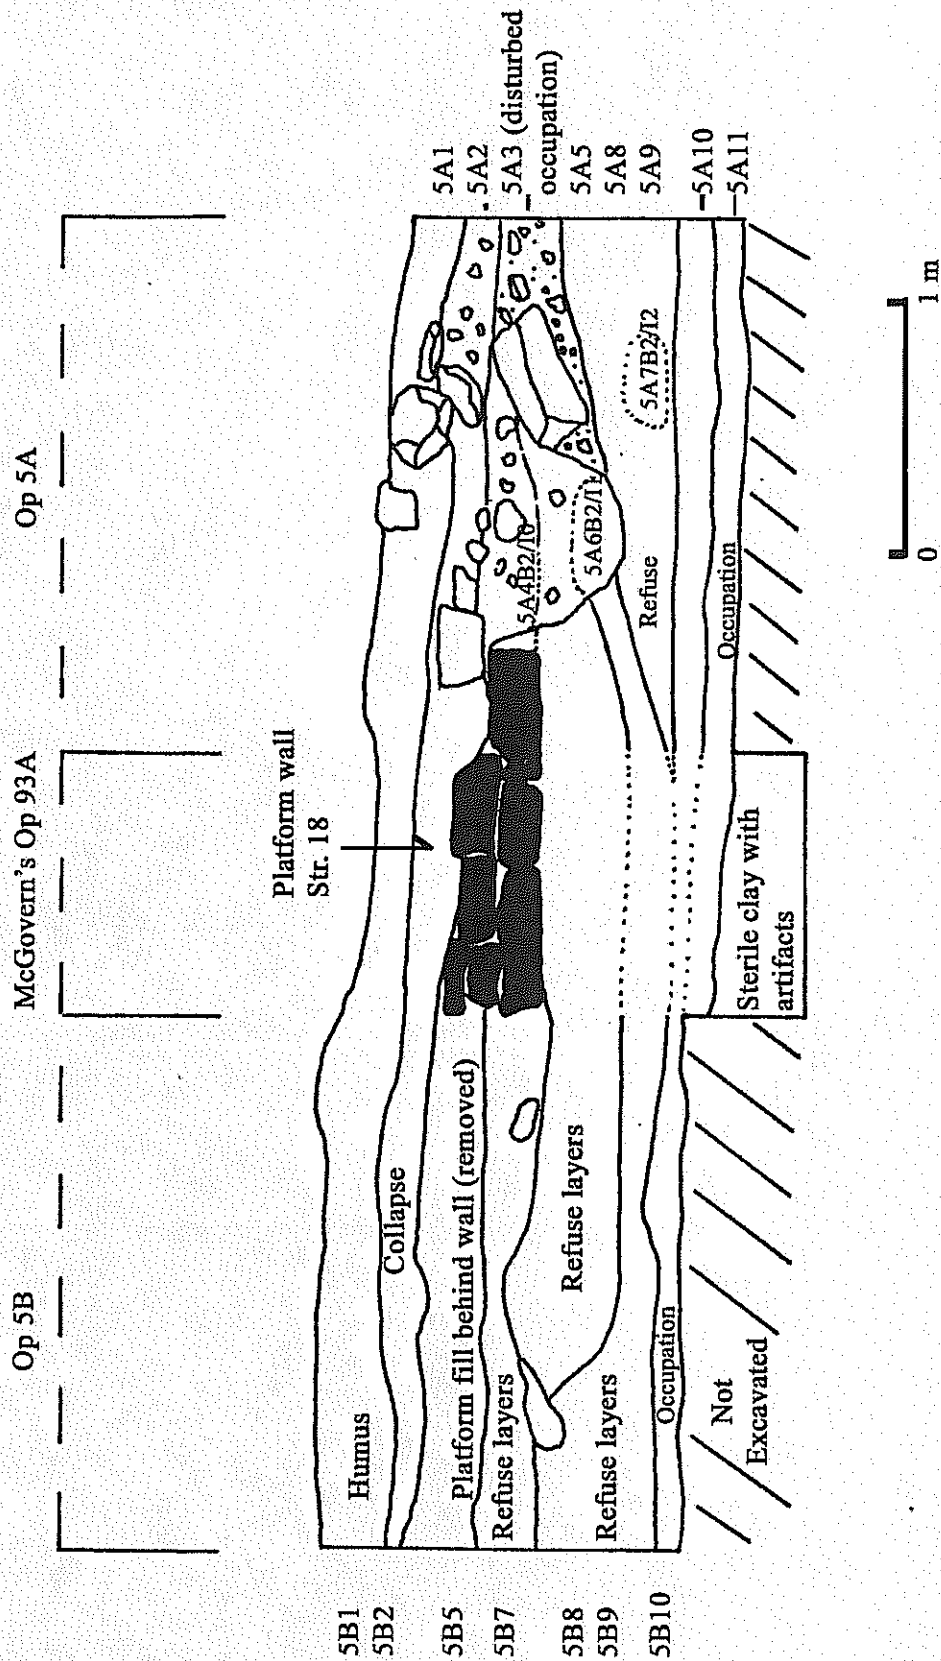 Op 5B
McGovern's Op 93A
Op 5A
Platform wall
Str. 18
Humus
Collapse
Platform fill behind wall (removed)
Refuse layers
Refuse layers
Refuse layers
Occupation
Not
Excavated
Sterile clay with
artifacts
5A4B2/I0
5A6B2/I1
5A7B2/I2
Refuse
Occupation
5B1
5B2
5B5
5B7
5B8
5B9
5B10
5A1
5A2
5A3 (disturbed
occupation)
5A5
5A8
5A9
5A10
5A11
0
1 m